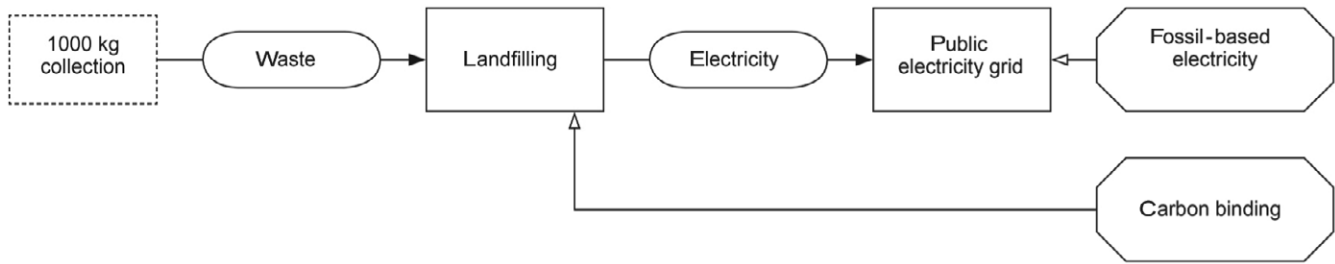 1000 kg
collection
Waste
Landfilling
Electricity
Public
electricity grid
Fossil-based
electricity
Carbon binding